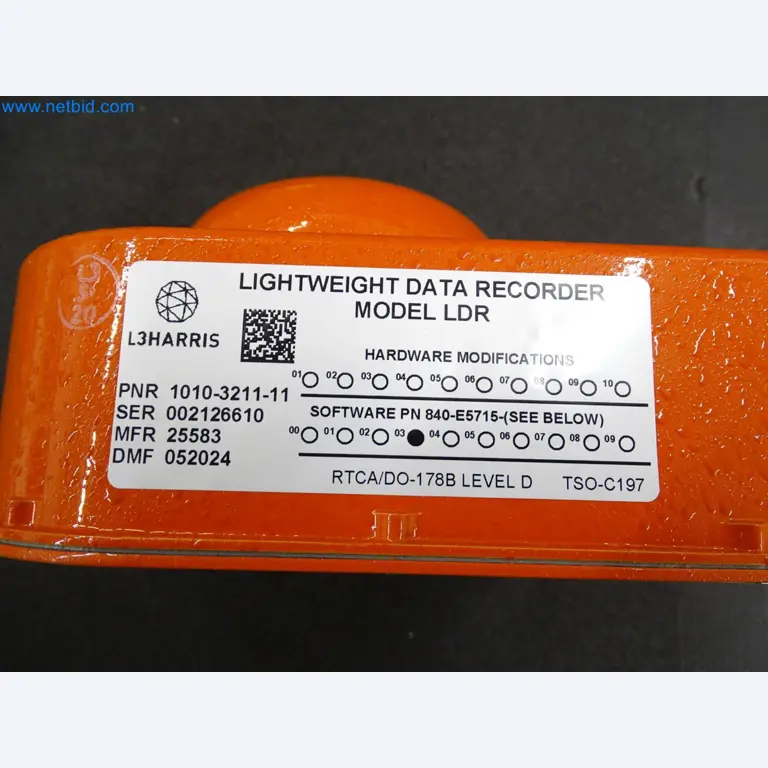 www.netbid.com
LIGHTWEIGHT DATA RECORDER
MODEL LDR
L3HARRIS
HARDWARE MODIFICATIONS
01 02 03 04 05 06 07 08 09 10
PNR 1010-3211-11
SER 002126610
MFR 25583
DMF 052024
SOFTWARE PN 840-E5715-(SEE BELOW)
00 01 02 03 04 05 06 07 08 09
RTCA/DO-178B LEVEL D TSO-C197